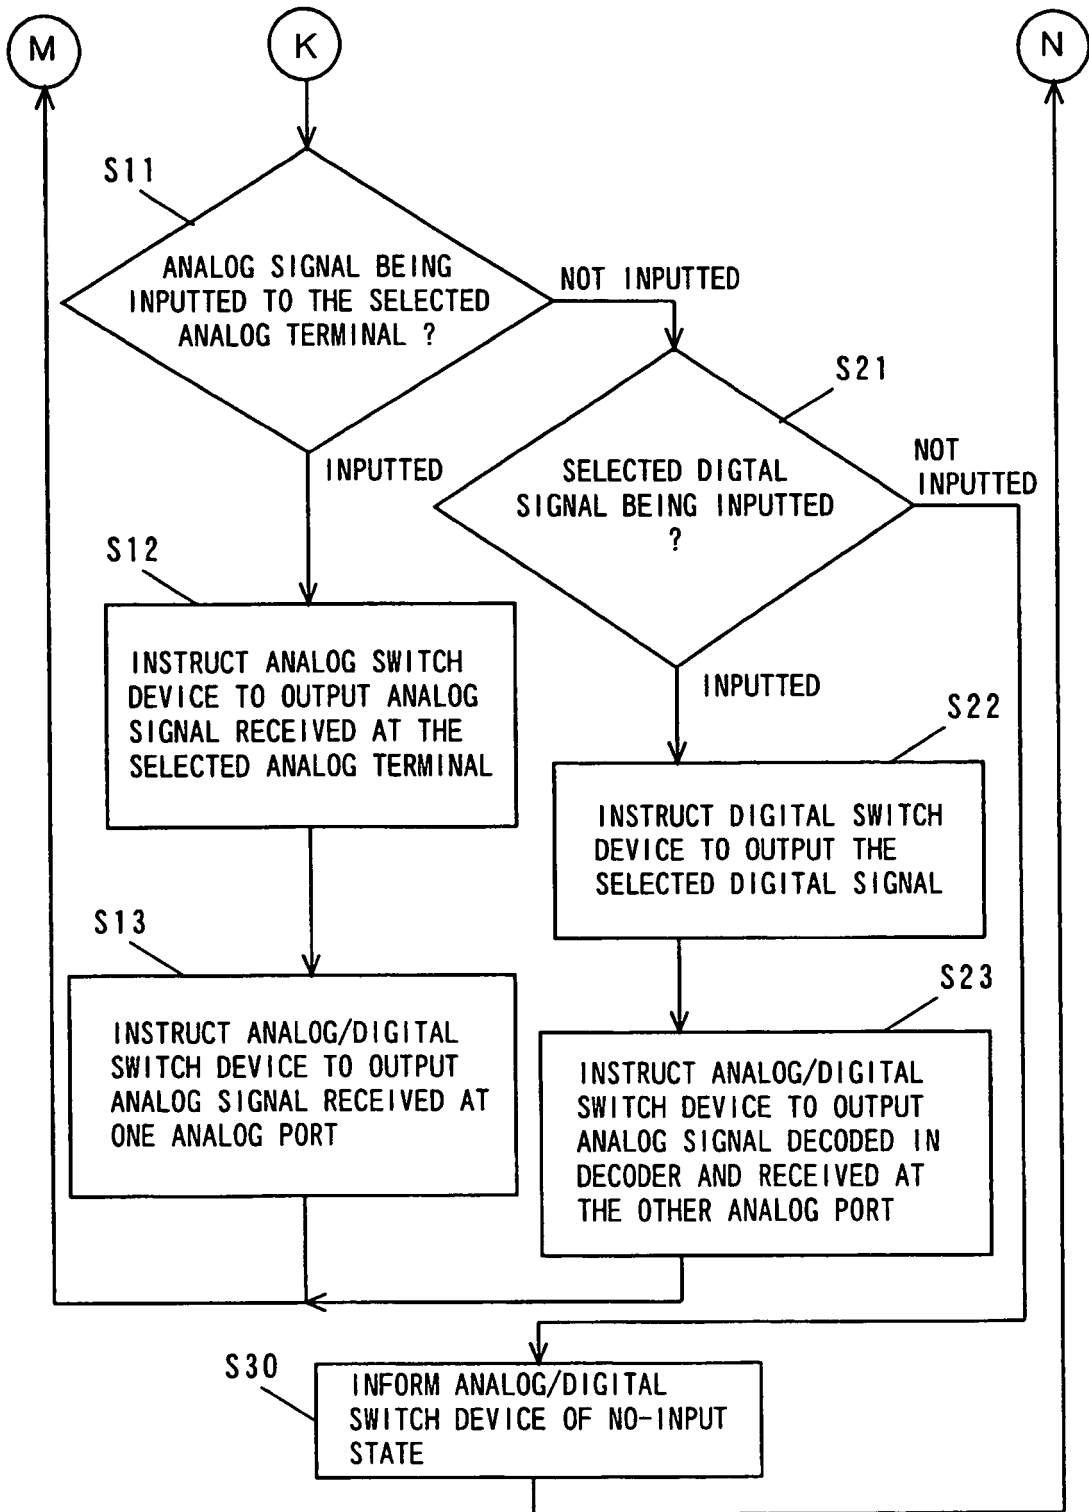 M
K
N
S11
ANALOG SIGNAL BEING
INPUTTED TO THE SELECTED
ANALOG TERMINAL ?
NOT INPUTTED
INPUTTED
S21
SELECTED DIGTAL
SIGNAL BEING INPUTTED
?
NOT
INPUTTED
INPUTTED
S12
INSTRUCT ANALOG SWITCH
DEVICE TO OUTPUT ANALOG
SIGNAL RECEIVED AT THE
SELECTED ANALOG TERMINAL
S22
INSTRUCT DIGITAL SWITCH
DEVICE TO OUTPUT THE
SELECTED DIGITAL SIGNAL
S13
INSTRUCT ANALOG/DIGITAL
SWITCH DEVICE TO OUTPUT
ANALOG SIGNAL RECEIVED AT
ONE ANALOG PORT
S23
INSTRUCT ANALOG/DIGITAL
SWITCH DEVICE TO OUTPUT
ANALOG SIGNAL DECODED IN
DECODER AND RECEIVED AT
THE OTHER ANALOG PORT
S30
INFORM ANALOG/DIGITAL
SWITCH DEVICE OF NO-INPUT
STATE